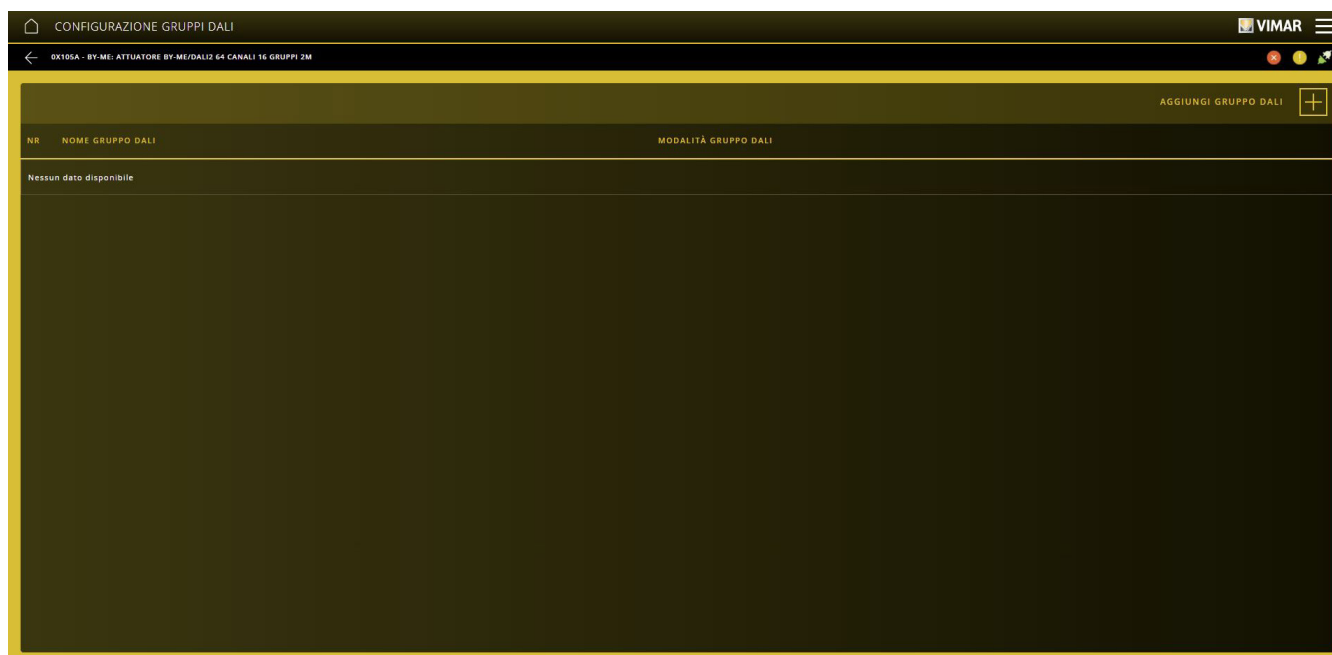 CONFIGURAZIONE GRUPPI DALI
VIMAR
0X105A - BY-ME: ATTUATORE BY-ME/DALI2 64 CANALI 16 GRUPPI 2M
AGGIUNGI GRUPPO DALI
NR NOME GRUPPO DALI MODALITÀ GRUPPO DALI
Nessun dato disponibile